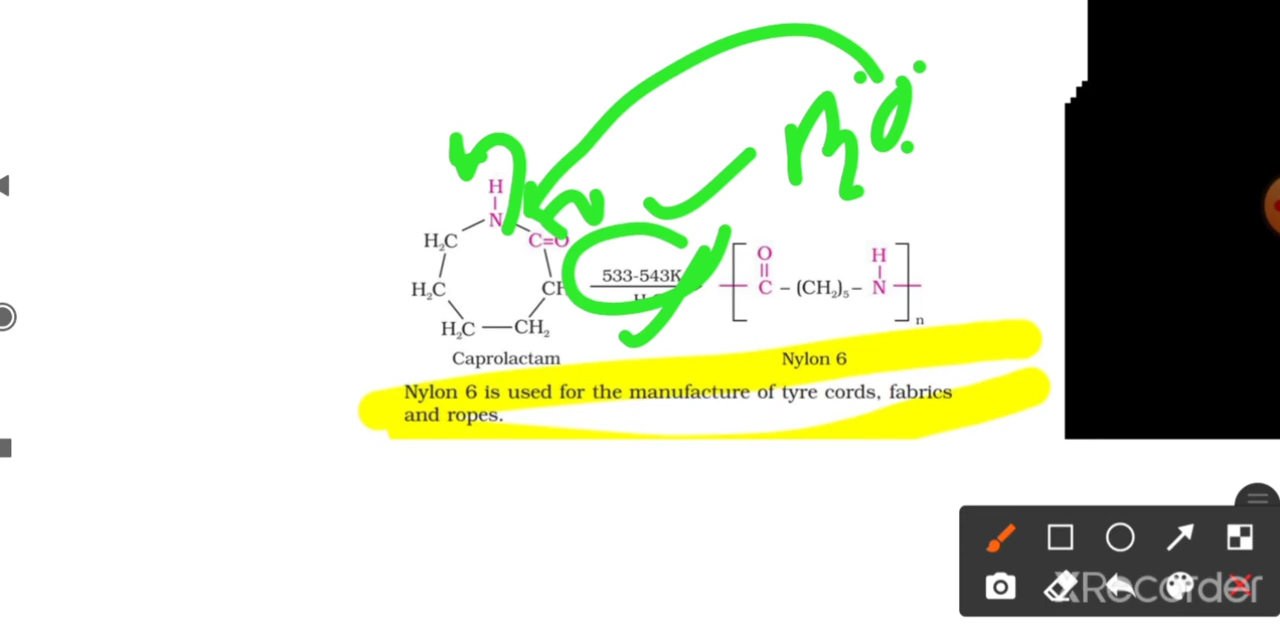 H
N
H₂C
C=O
533-543K
H₂C
O
||
C – (CH₂)₅– N
H
n
H₂C — CH₂
Caprolactam
Nylon 6
Nylon 6 is used for the manufacture of tyre cords, fabrics
and ropes.
XRecorder